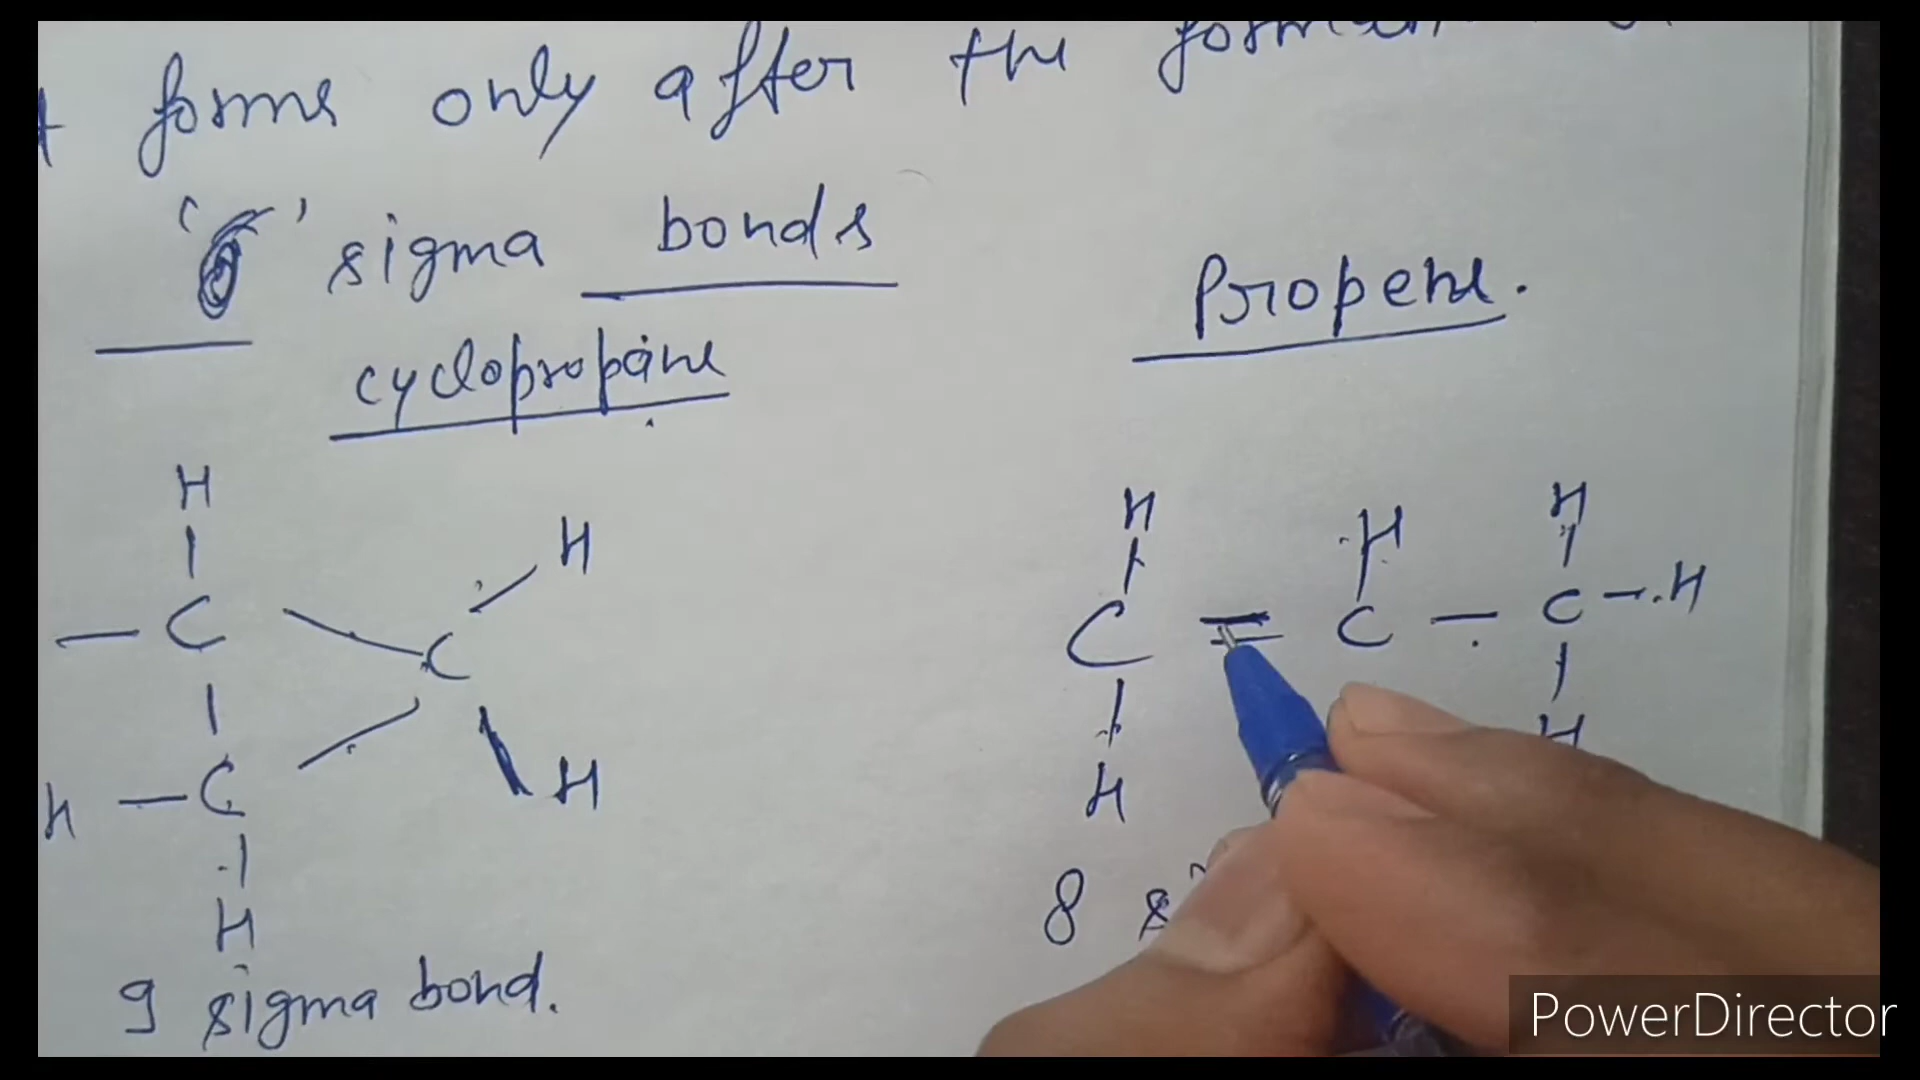 forms only after the
' ' sigma bonds
Propene.
cyclopropane
H
H
H
H
H
C
C
C
C
C
H
H
C
H
H
H
H
H
8
9 sigma bond.
PowerDirector